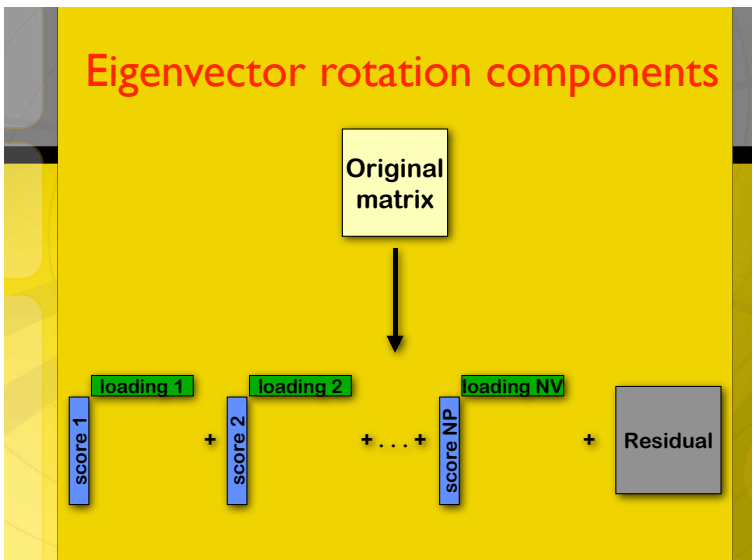 Eigenvector rotation components
Original
matrix
loading 1
loading 2
loading NV
score 1
+
score 2
+ . . . +
score NP
+
Residual